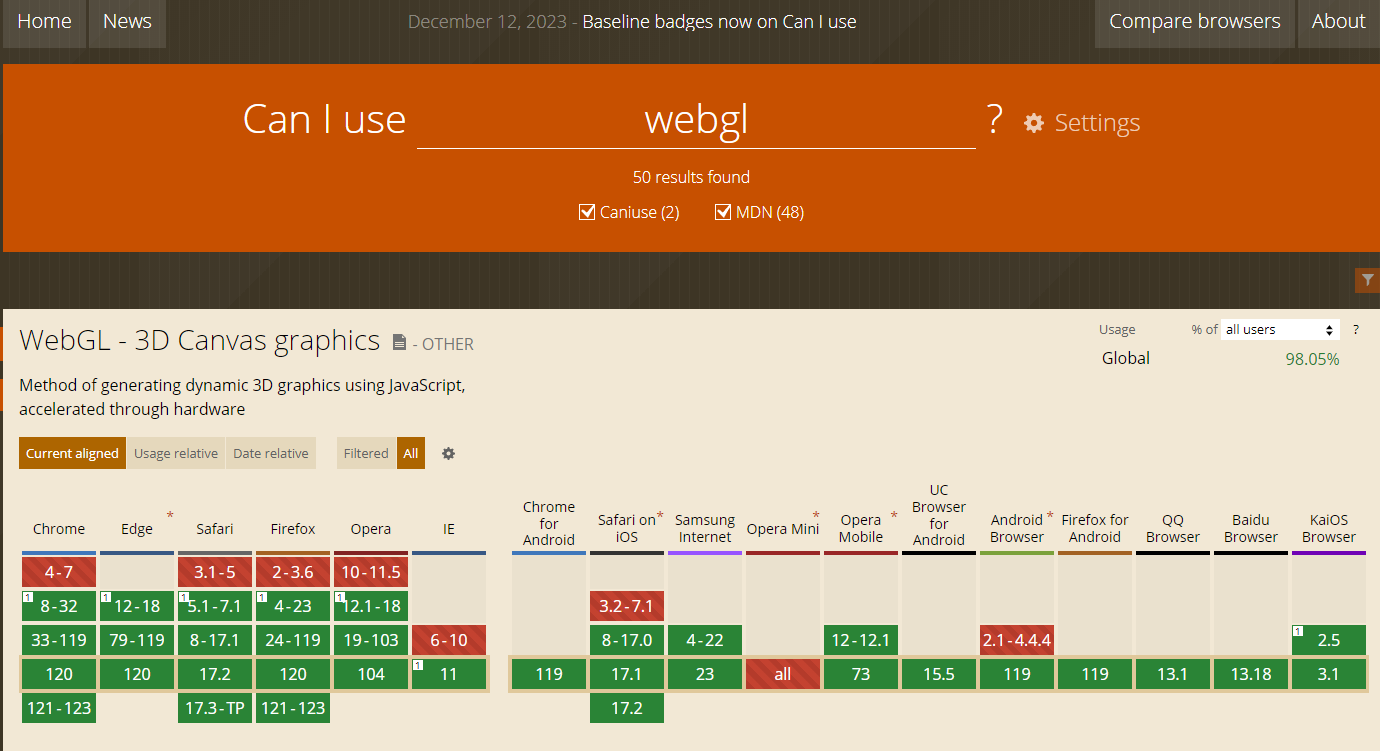 Home News December 12, 2023 - Baseline badges now on Can I use Compare browsers About
Can I use webgl ? Settings
50 results found
Caniuse (2) MDN (48)
WebGL - 3D Canvas graphics - OTHER
Usage % of all users ?
Global 98.05%
Method of generating dynamic 3D graphics using JavaScript,
accelerated through hardware
Current aligned Usage relative Date relative Filtered All
Chrome Edge * Safari Firefox Opera IE
Chrome for Android Safari on iOS * Samsung Internet Opera Mini * Opera Mobile * UC Browser for Android Android Browser * Firefox for Android QQ Browser Baidu Browser KaiOS Browser
4-7 3.1-5 2-3.6 10-11.5
1 8-32 1 12-18 1 5.1-7.1 1 4-23 1 12.1-18 3.2-7.1
33-119 79-119 8-17.1 24-119 19-103 6-10 8-17.0 4-22 12-12.1 2.1-4.4.4 1 2.5
120 120 17.2 120 104 1 11 119 17.1 23 all 73 15.5 119 119 13.1 13.18 3.1
121-123 17.3-TP 121-123 17.2